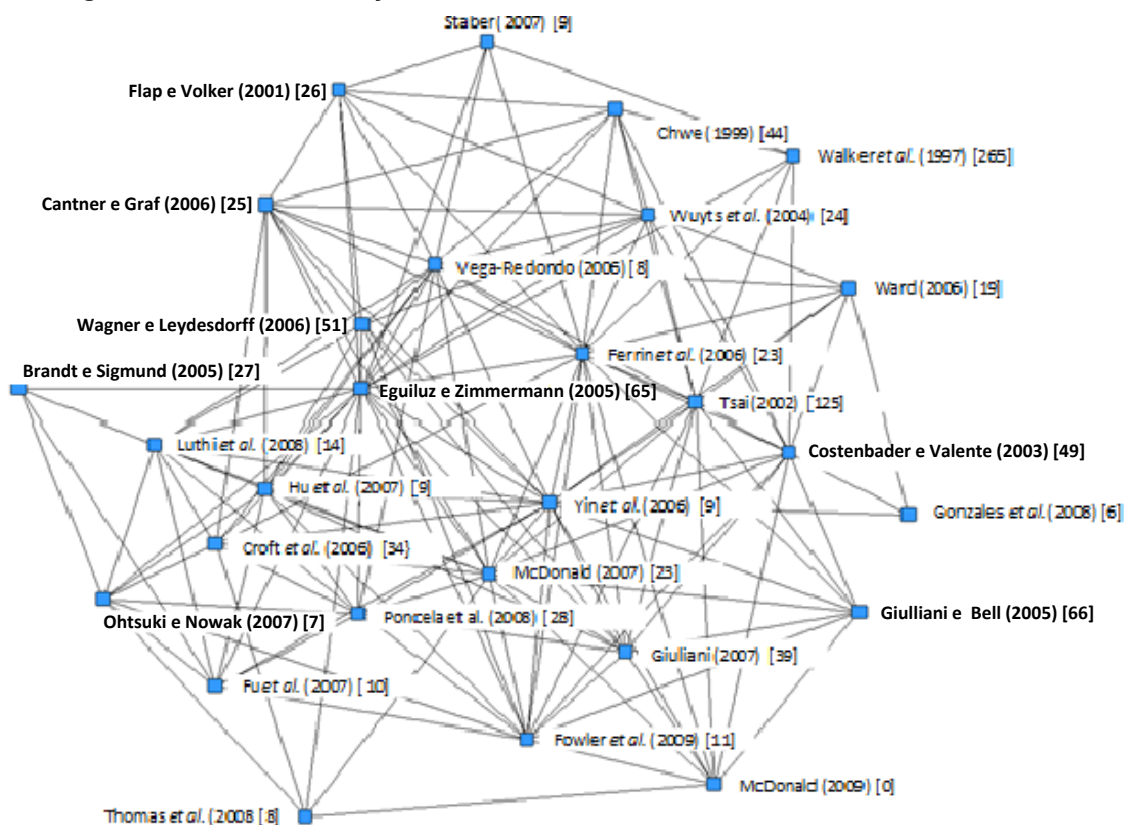 Staber (2007) [9]
Flap e Volker (2001) [26]
Chwe (1999) [44]
Walker et al. (1997) [265]
Cantner e Graf (2006) [25]
Wuyts et al. (2004) [24]
Vega-Redondo (2006) [8]
Ward (2006) [19]
Wagner e Leydesdorff (2006) [51]
Ferrin et al. (2006) [23]
Brandt e Sigmund (2005) [27]
Eguiluz e Zimmermann (2005) [65]
Tsai (2002) [125]
Luthi et al. (2008) [14]
Costenbader e Valente (2003) [49]
Hu et al. (2007) [9]
Yin et al. (2006) [9]
Gonzales et al. (2008) [6]
Croft et al. (2006) [34]
McDonald (2007) [23]
Ohtsuki e Nowak (2007) [7]
Poncela et al. (2008) [28]
Giulliani e Bell (2005) [66]
Giuliani (2007) [39]
Fu et al. (2007) [10]
Fowler et al. (2009) [11]
McDonald (2009) [0]
Thomas et al. (2008 [8]